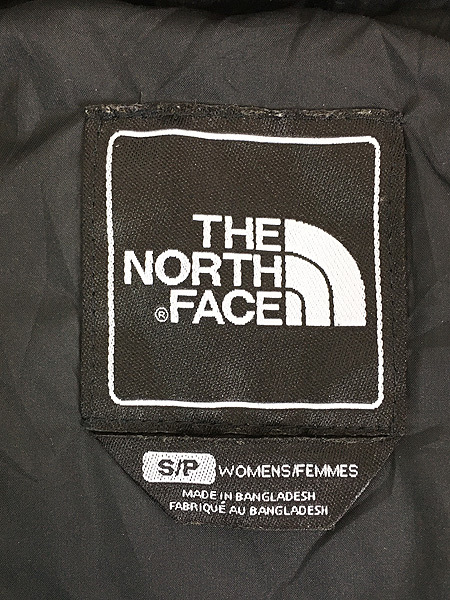 THE
NORTH
® FACE
S/P WOMENS/FEMMES
MADE IN BANGLADESH
FABRIQUÉ AU BANGLADESH